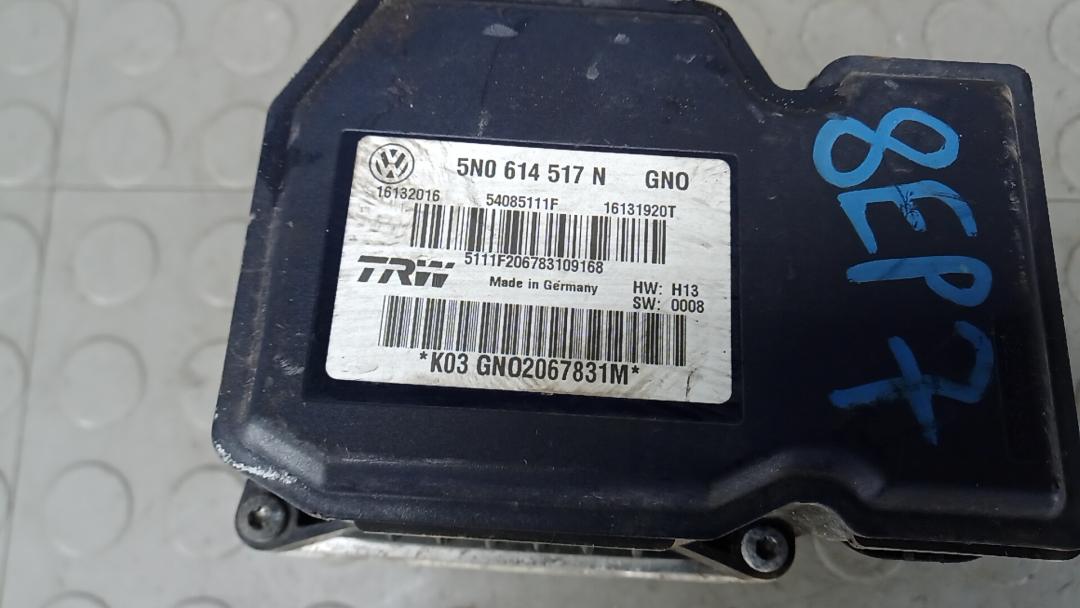 5N0 614 517 N GNO
16132016 54085111F 16131920T
5111F206783109168
TRW Made in Germany HW: H13
SW: 0008
*K03 GNO2067831M*
8EP7